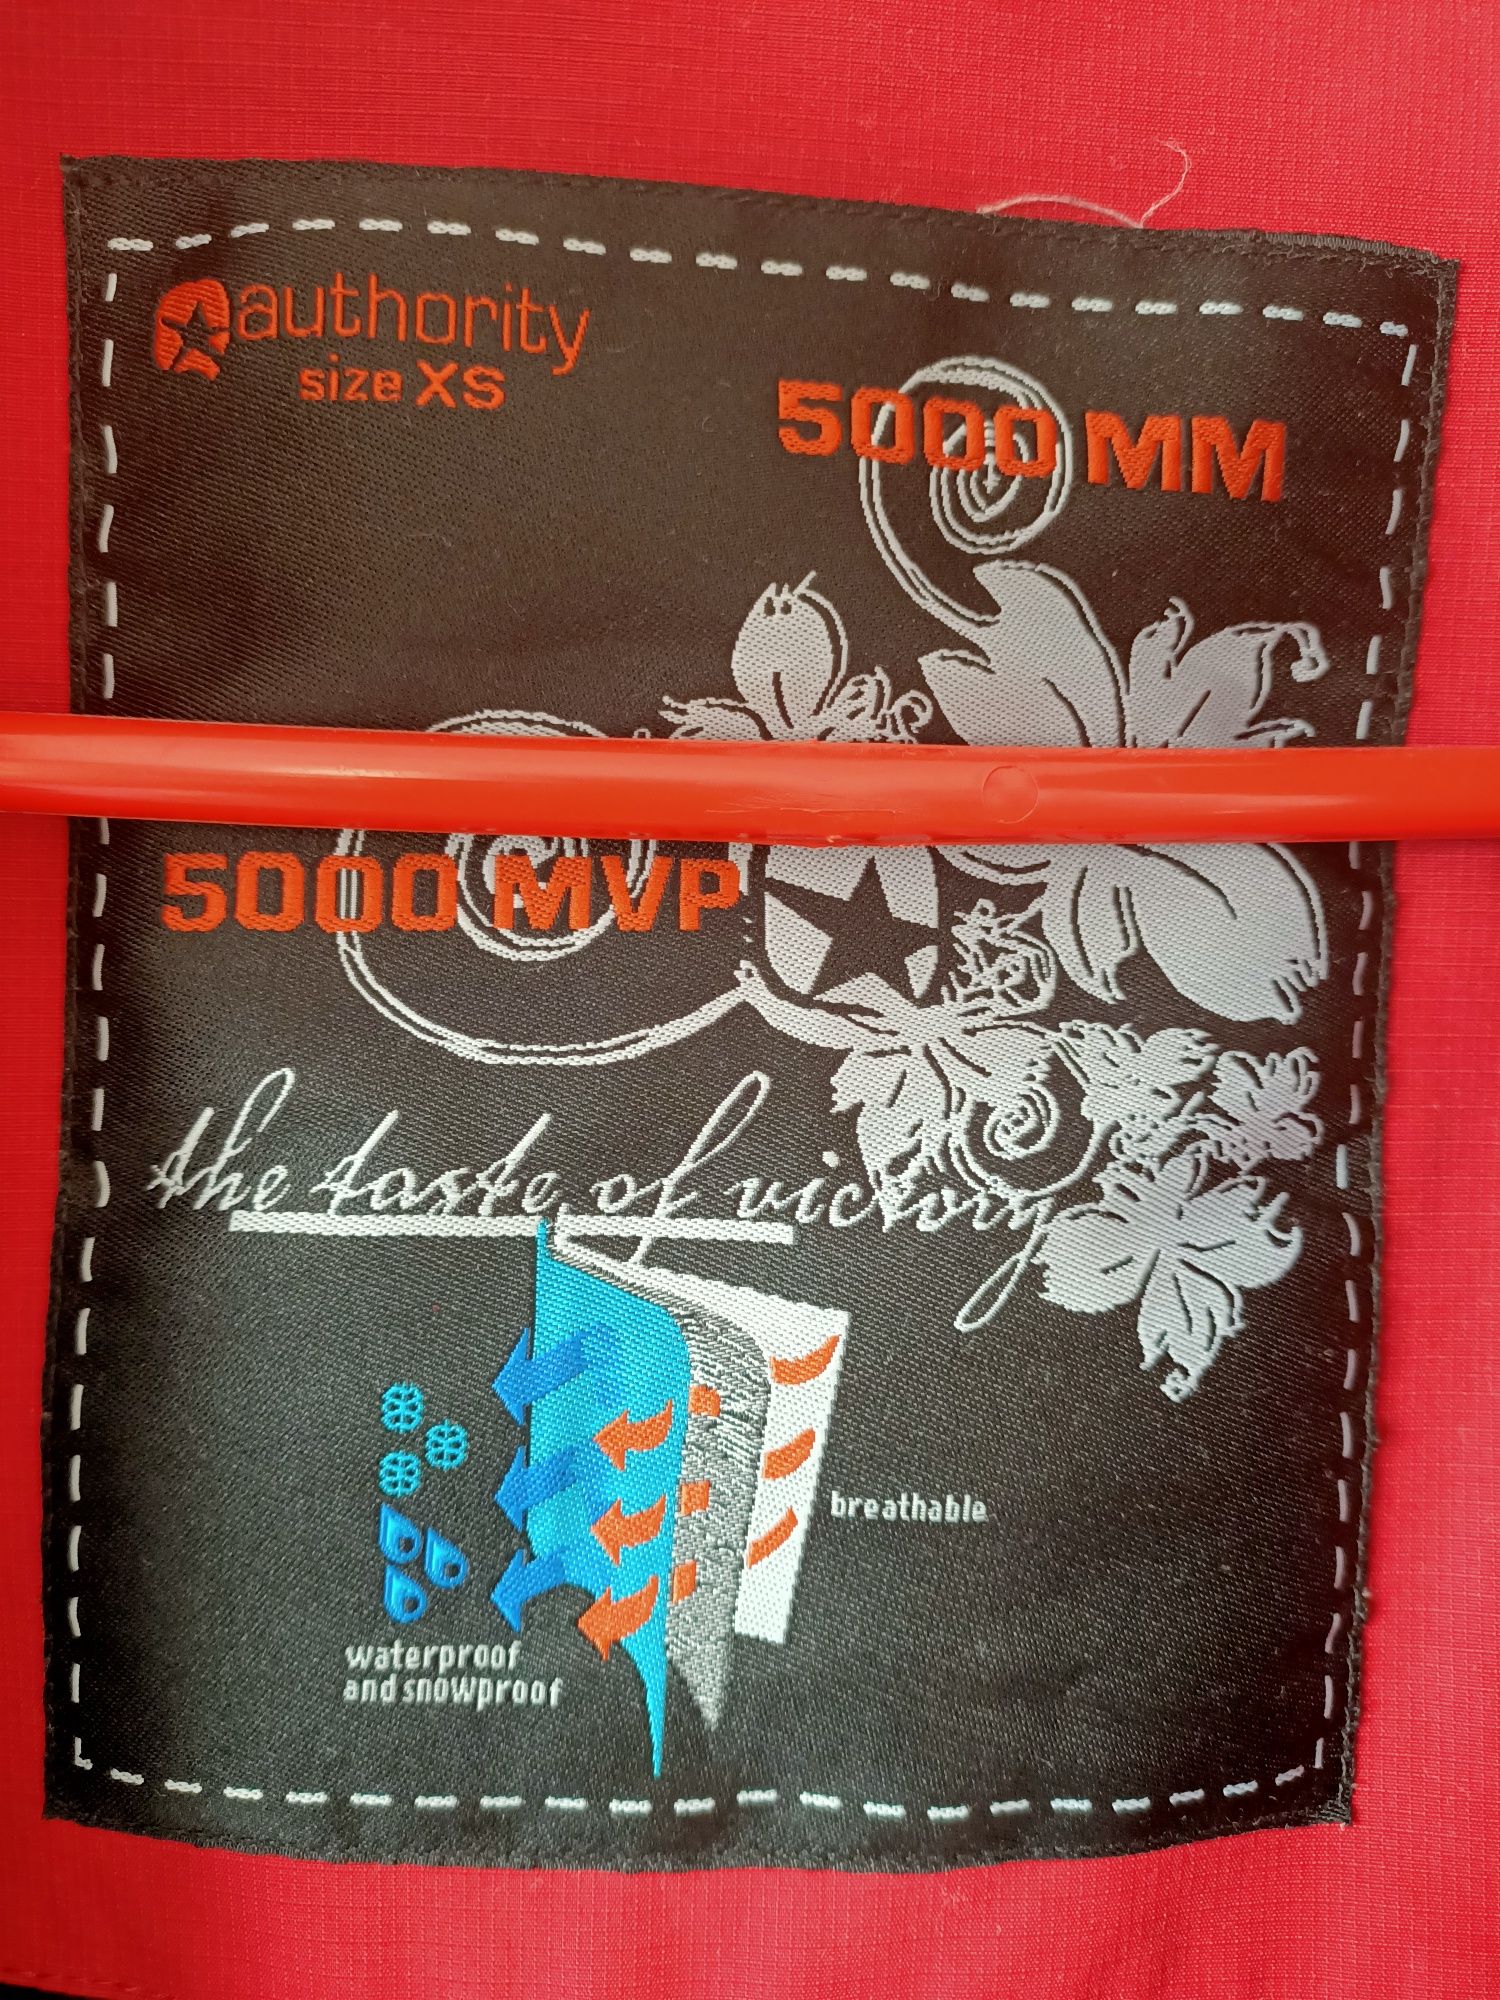 authority
size XS
5000 MM
5000 MVP
the taste of victory
breathable
waterproof
and snowproof